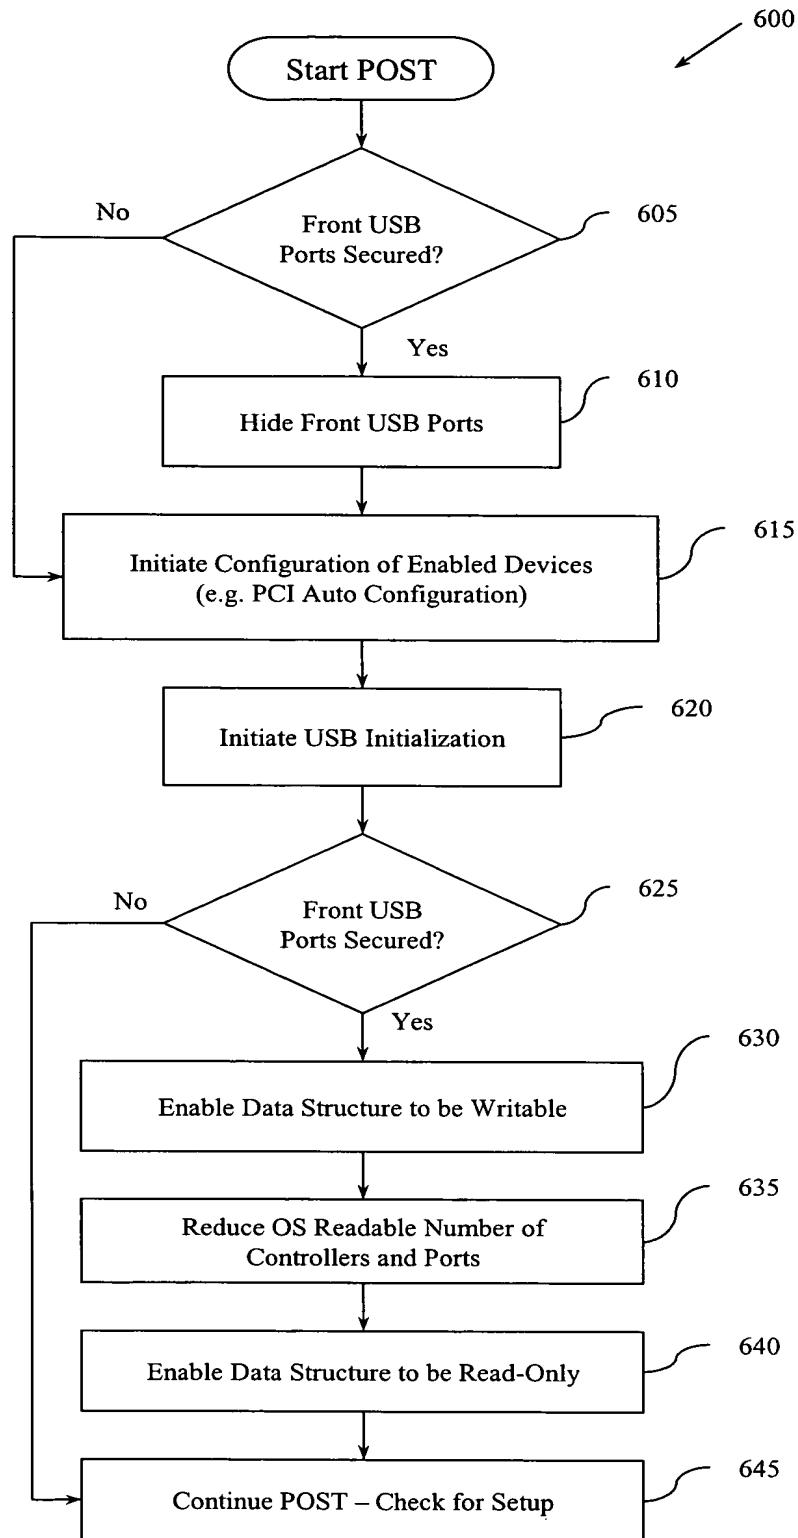 600
Start POST
No
Front USB
Ports Secured?
605
Yes
610
Hide Front USB Ports
615
Initiate Configuration of Enabled Devices
(e.g. PCI Auto Configuration)
620
Initiate USB Initialization
No
Front USB
Ports Secured?
625
Yes
630
Enable Data Structure to be Writable
635
Reduce OS Readable Number of
Controllers and Ports
640
Enable Data Structure to be Read-Only
645
Continue POST – Check for Setup